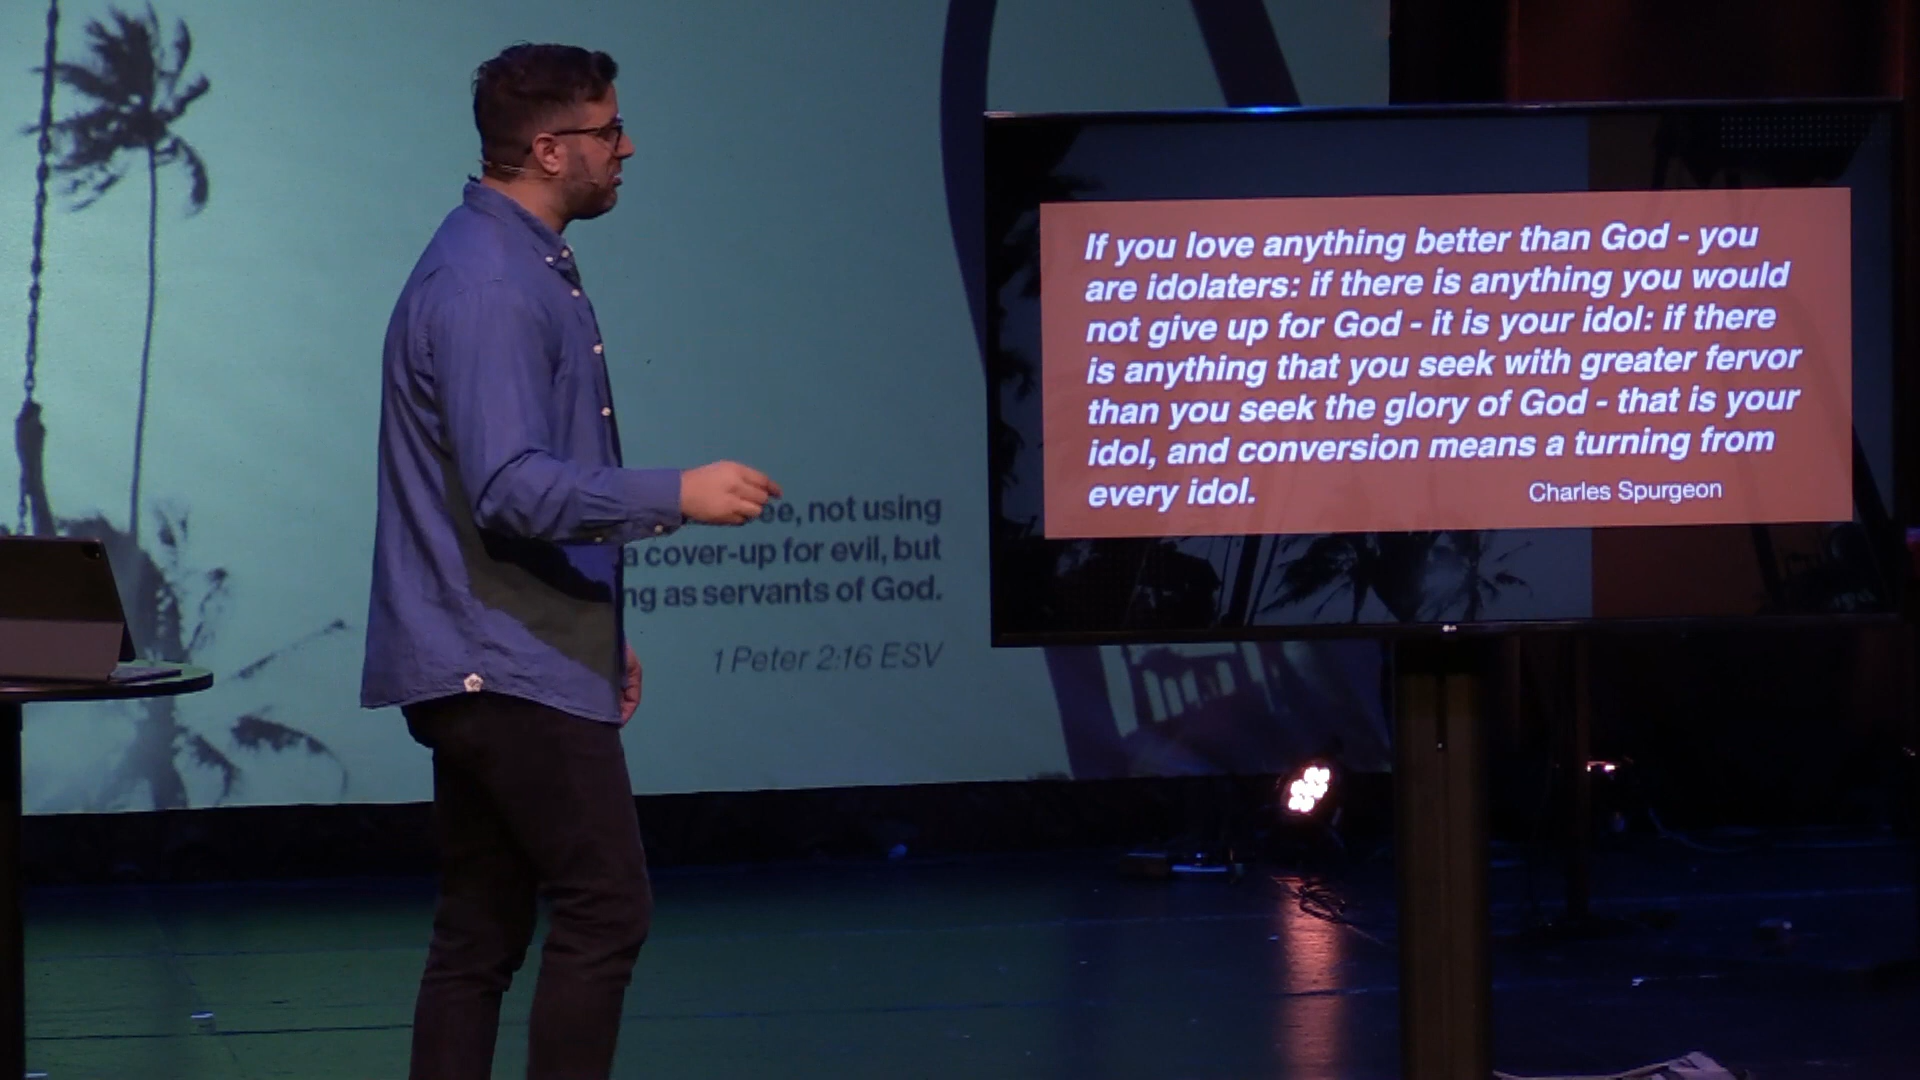 If you love anything better than God - you
are idolaters: if there is anything you would
not give up for God - it is your idol: if there
is anything that you seek with greater fervor
than you seek the glory of God - that is your
idol, and conversion means a turning from
every idol.
Charles Spurgeon
ee, not using
a cover-up for evil, but
ng as servants of God.
1 Peter 2:16 ESV
LG